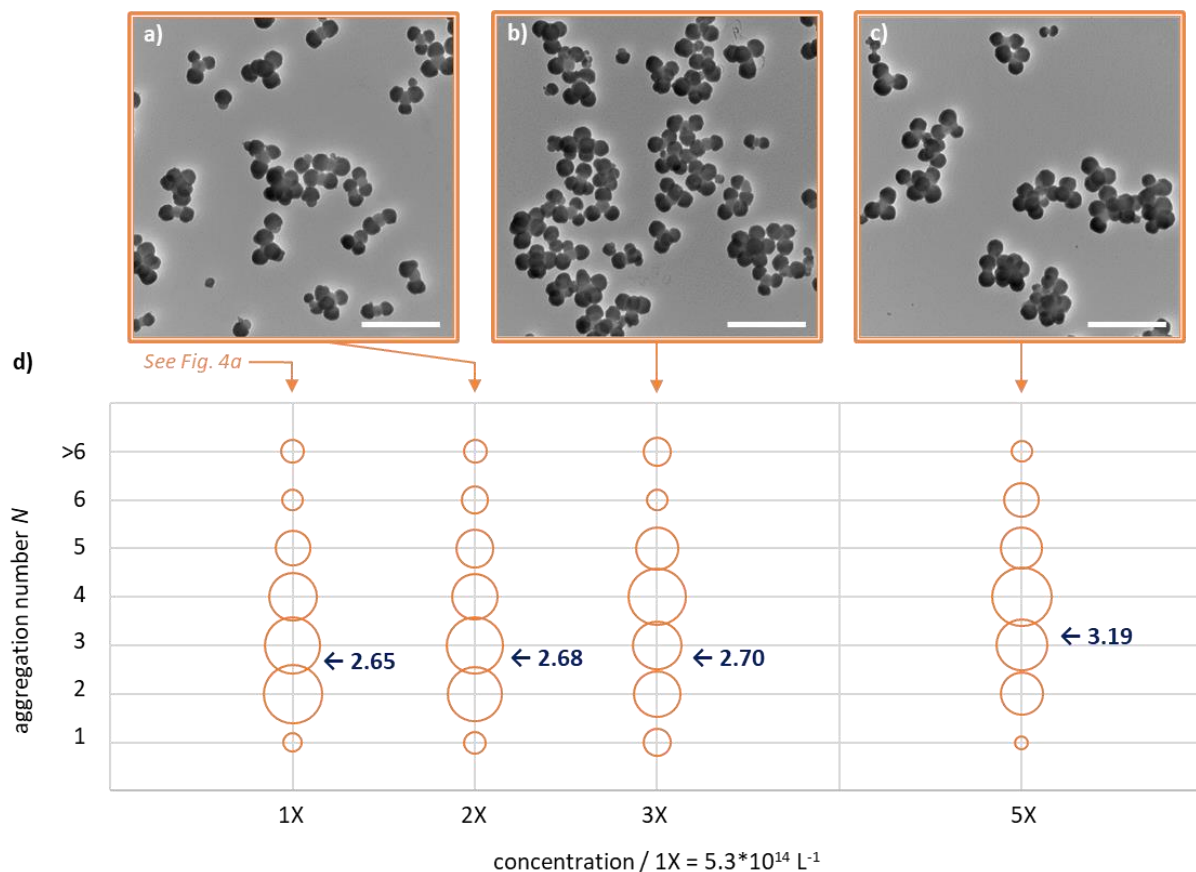 a)
b)
c)
d)
See Fig. 4a
>6
6
5
4
3
2
1
← 2.65
← 2.68
← 2.70
← 3.19
aggregation number N
1X
2X
3X
5X
concentration / 1X = 5.3*10¹⁴ L⁻¹